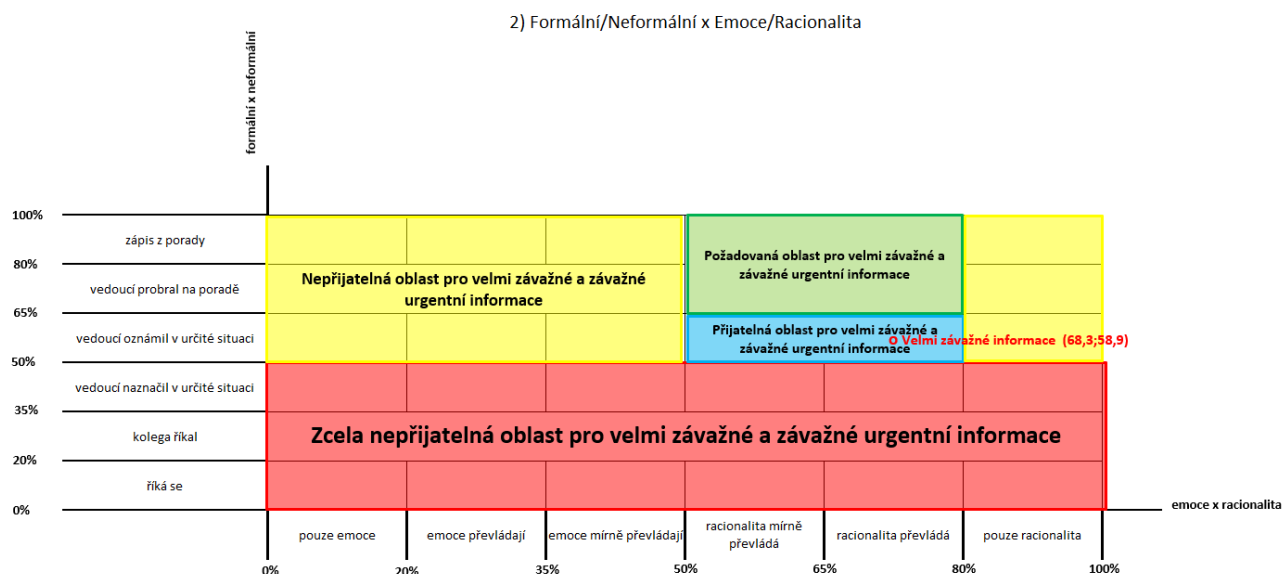 2) Formální/Neformální x Emoce/Racionalita
formální x neformální
100%
zápis z porady
80%
vedoucí probral na poradě
65%
vedoucí oznámil v určité situaci
50%
vedoucí naznačil v určité situaci
35%
kolega říkal
20%
říká se
0%
Nepřijatelná oblast pro velmi závažné a závažné
urgentní informace
Požadovaná oblast pro velmi závažné a
závažné urgentní informace
Přijatelná oblast pro velmi závažné a
závažné urgentní informace
O Velmi závažné informace (68,3;58,9)
Zcela nepřijatelná oblast pro velmi závažné a závažné urgentní informace
emoce x racionalita
pouze emoce
emoce převládají
emoce mírně převládají
racionalita mírně
převládá
racionalita převládá
pouze racionalita
0%
20%
35%
50%
65%
80%
100%